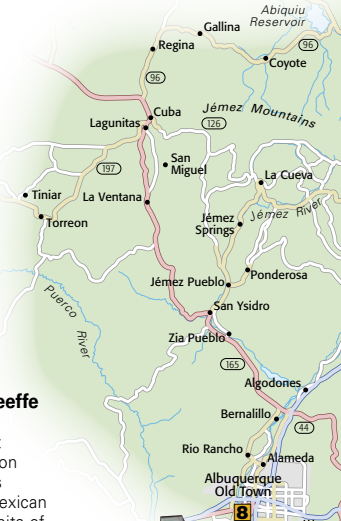 Abiquiu
Reservoir
Gallina
Regina
96
Coyote
96
Cuba
Jémez Mountains
Lagunitas
126
San
Miguel
197
La Cueva
Tiniar
La Ventana
Jémez River
Torreon
Jémez
Springs
Ponderosa
Jémez Pueblo
Puerco
River
San Ysidro
Zia Pueblo
165
Algodones
eeffe
Bernalillo
44
on
Rio Rancho
Alameda
s
Albuquerque
exican
Old Town
8